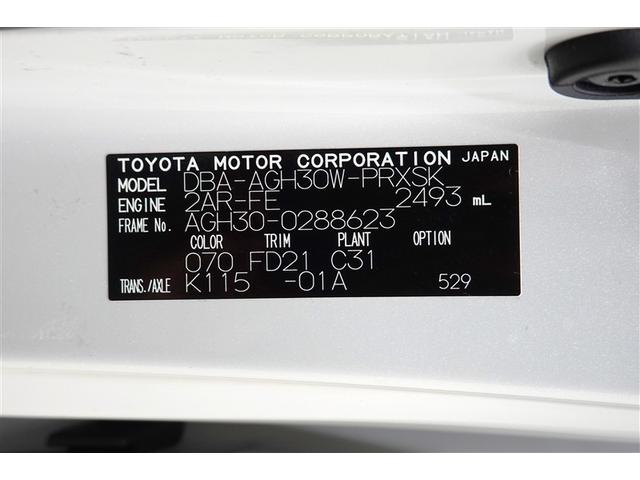 TOYOTA MOTOR CORPORATION JAPAN
MODEL DBA-AGH30W-PRXSK
ENGINE 2AR-FE 2493 mL
FRAME No. AGH30-0288623
COLOR TRIM PLANT OPTION
070 FD21 C31
TRANS./AXLE K115 -01A 529